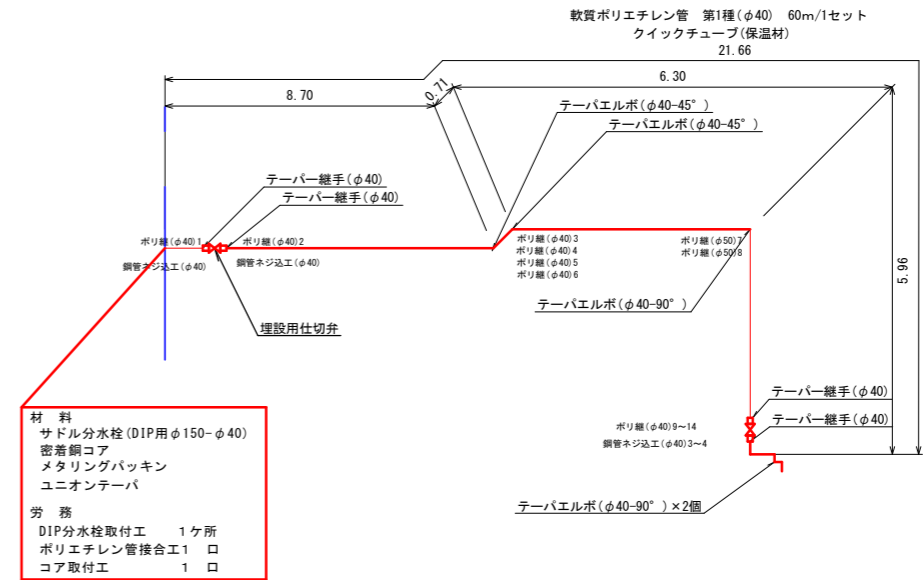 軟質ポリエチレン管　第1種(φ40)　60m/1セット
クイックチューブ(保温材)
21.66
8.70
0.71
6.30
テーパエルボ(φ40-45°)
テーパエルボ(φ40-45°)
テーパー継手(φ40)
テーパー継手(φ40)
ポリ継(φ40)1
ポリ継(φ40)2
鋼管ネジ込工(φ40)
鋼管ネジ込工(φ40)
ポリ継(φ40)3
ポリ継(φ40)4
ポリ継(φ40)5
ポリ継(φ40)6
ポリ継(φ50)7
ポリ継(φ50)8
5.96
テーパエルボ(φ40-90°)
埋設用仕切弁
テーパー継手(φ40)
テーパー継手(φ40)
ポリ継(φ40)9~14
鋼管ネジ込工(φ40)3~4
テーパエルボ(φ40-90°)×2個
材　料
サドル分水栓(DIP用φ150-φ40)
密着銅コア
メタリングパッキン
ユニオンテーパ
労　務
DIP分水栓取付工　1ケ所
ポリエチレン管接合工1　口
コア取付工　1　口